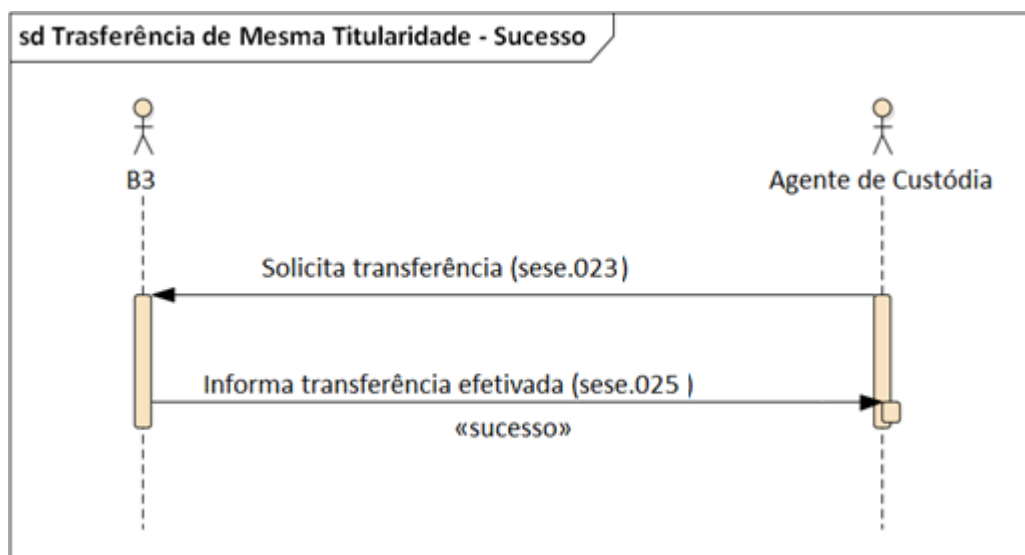 sd Trasferência de Mesma Titularidade - Sucesso
B3
Agente de Custódia
Solicita transferência (sese.023)
Informa transferência efetivada (sese.025 )
«sucesso»